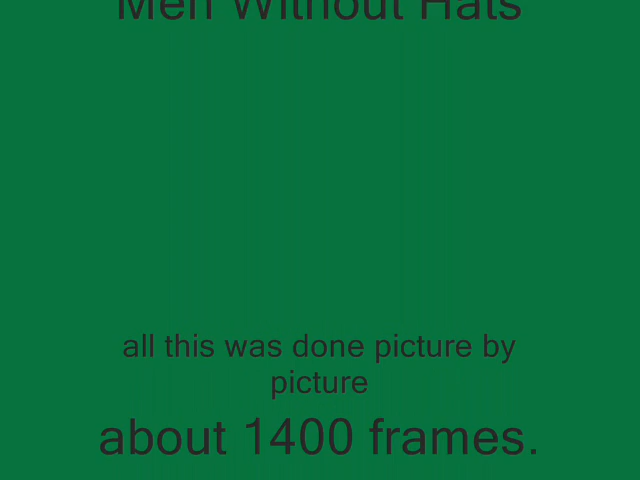 Men Without Hats
all this was done picture by
picture
about 1400 frames.